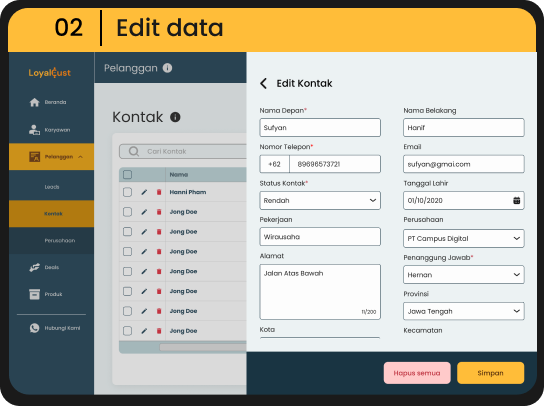 02 Edit data
LoyalCust
Beranda
Karyawan
Pelanggan
Leads
Kontak
Perusahaan
Deals
Produk
Hubungi Kami
Pelanggan
Kontak
Cari Kontak
Nama
Hanni Pham
Jong Doe
Jong Doe
Jong Doe
Jong Doe
Jong Doe
Jong Doe
Jong Doe
Edit Kontak
Nama Depan* Nama Belakang
Sufyan Hanif
Nomor Telepon* Email
+62 89696573721 sufyan@gmai.com
Status Kontak* Tanggal Lahir
Rendah 01/10/2020
Pekerjaan Perusahaan
Wirausaha PT Campus Digital
Alamat Penanggung Jawab*
Jalan Atas Bawah Hernan
Provinsi
11/200 Jawa Tengah
Kota Kecamatan
Hapus semua Simpan